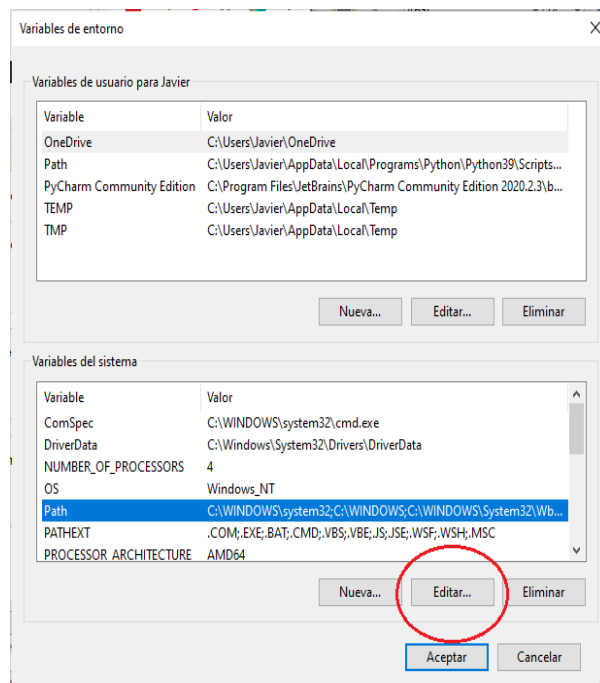 Variables de entorno
Variables de usuario para Javier
Variable Valor
OneDrive C:\Users\Javier\OneDrive
Path C:\Users\Javier\AppData\Local\Programs\Python\Python39\Scripts...
PyCharm Community Edition C:\Program Files\JetBrains\PyCharm Community Edition 2020.2.3\b...
TEMP C:\Users\Javier\AppData\Local\Temp
TMP C:\Users\Javier\AppData\Local\Temp
Nueva... Editar... Eliminar
Variables del sistema
Variable Valor
ComSpec C:\WINDOWS\system32\cmd.exe
DriverData C:\Windows\System32\Drivers\DriverData
NUMBER_OF_PROCESSORS 4
OS Windows_NT
Path C:\WINDOWS\system32;C:\WINDOWS;C:\WINDOWS\System32\Wb...
PATHEXT .COM;.EXE;.BAT;.CMD;.VBS;.VBE;.JS;.JSE;.WSF;.WSH;.MSC
PROCESSOR_ARCHITECTURE AMD64
Nueva... Editar... Eliminar
Aceptar Cancelar